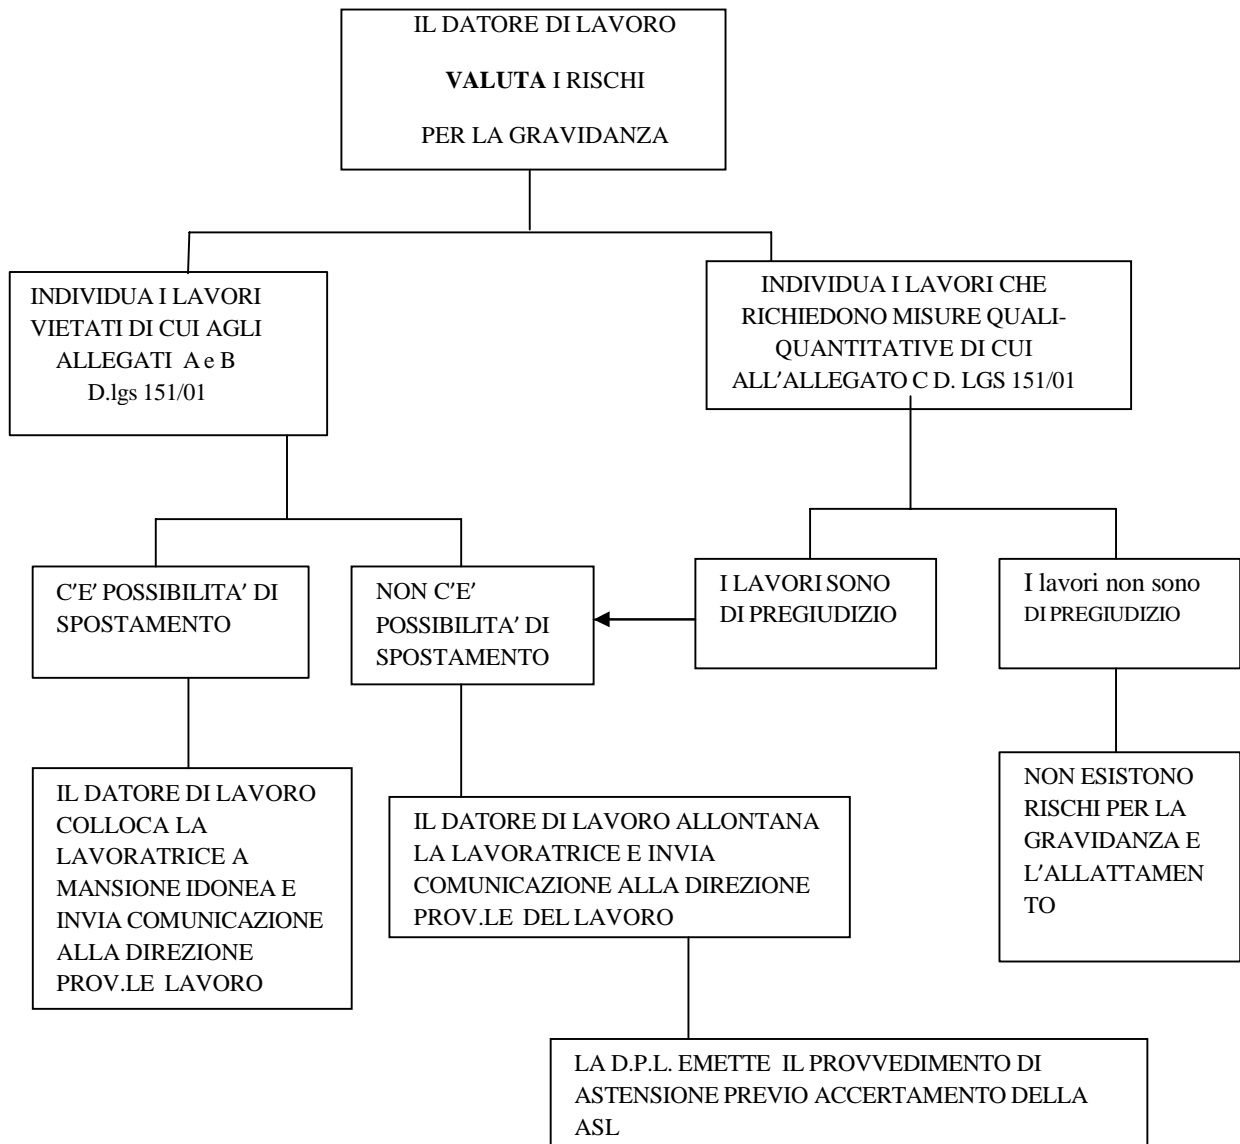 IL DATORE DI LAVORO
VALUTA I RISCHI
PER LA GRAVIDANZA
INDIVIDUA I LAVORI
VIETATI DI CUI AGLI
ALLEGATI A e B
D.lgs 151/01
INDIVIDUA I LAVORI CHE
RICHIEDONO MISURE QUALI-
QUANTITATIVE DI CUI
ALL’ALLEGATO C D. LGS 151/01
C’E’ POSSIBILITA’ DI
SPOSTAMENTO
NON C’E’
POSSIBILITA’ DI
SPOSTAMENTO
I LAVORI SONO
DI PREGIUDIZIO
I lavori non sono
DI PREGIUDIZIO
IL DATORE DI LAVORO
COLLOCA LA
LAVORATRICE A
MANSIONE IDONEA E
INVIA COMUNICAZIONE
ALLA DIREZIONE
PROV.LE LAVORO
IL DATORE DI LAVORO ALLONTANA
LA LAVORATRICE E INVIA
COMUNICAZIONE ALLA DIREZIONE
PROV.LE DEL LAVORO
NON ESISTONO
RISCHI PER LA
GRAVIDANZA E
L’ALLATTAMEN
TO
LA D.P.L. EMETTE IL PROVVEDIMENTO DI
ASTENSIONE PREVIO ACCERTAMENTO DELLA
ASL